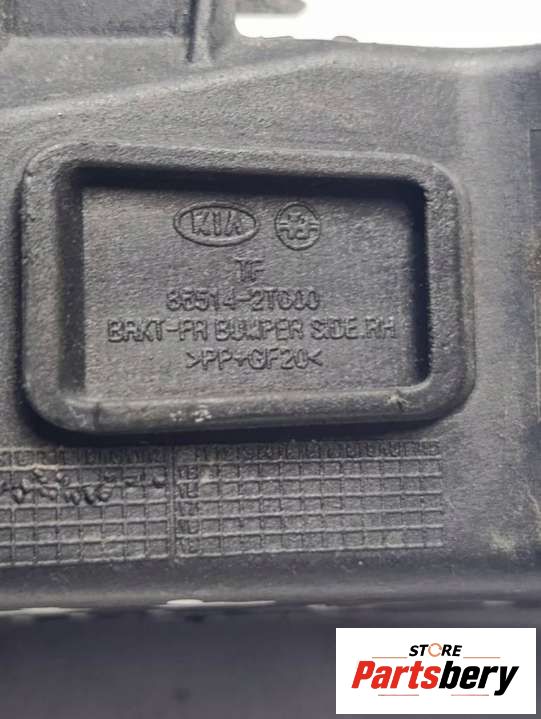 KIA
TF
86514-2T000
BRKT-FR BUMPER SIDE.RH
>PP+GF20<
STORE
Partsbery